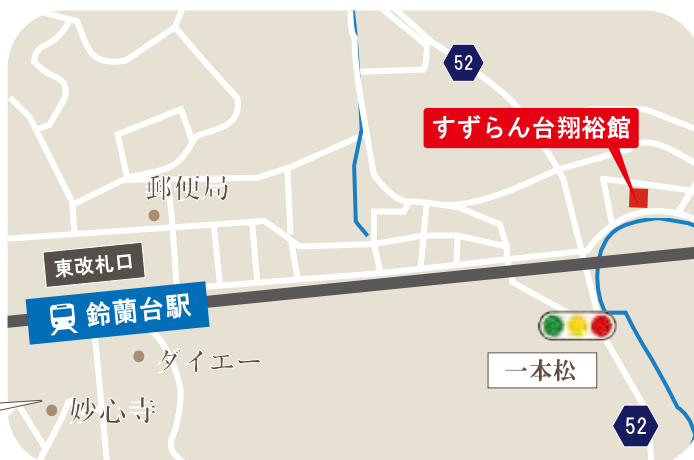 52
すずらん台翔裕館
郵便局
東改札口
鈴蘭台駅
ダイエー
一本松
妙心寺
52